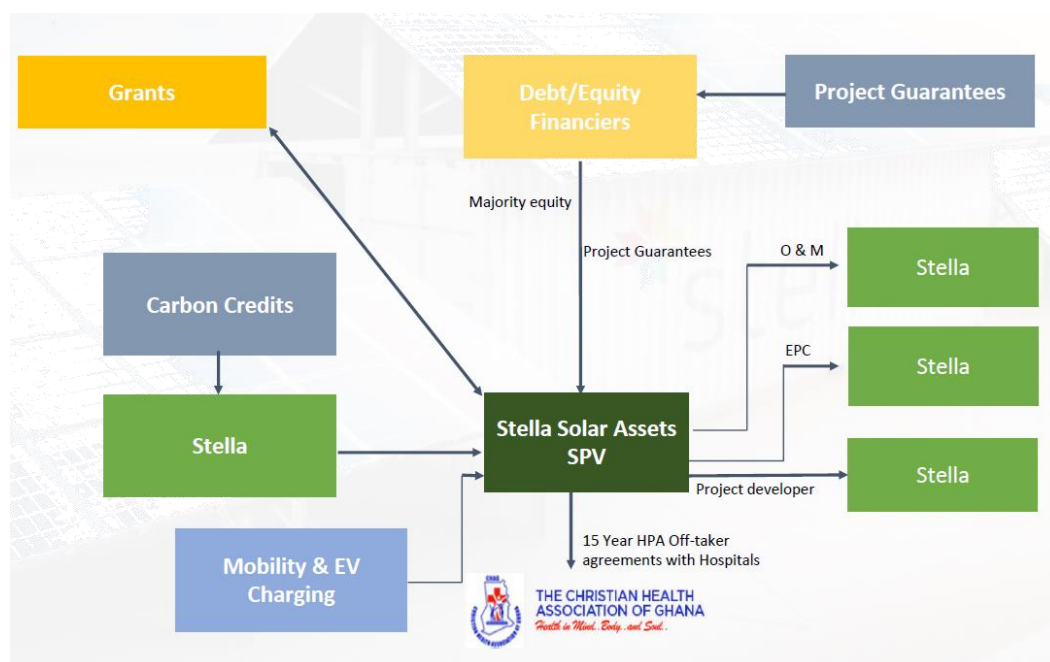 Grants
Debt/Equity
Financiers
Project Guarantees
Majority equity
Project Guarantees
O & M
Stella
Carbon Credits
EPC
Stella
Stella
Stella Solar Assets
SPV
Stella
Project developer
Mobility & EV
Charging
15 Year HPA Off-taker
agreements with Hospitals
CHAG
THE CHRISTIAN HEALTH
ASSOCIATION OF GHANA
Health in Mind..Body..and Soul..